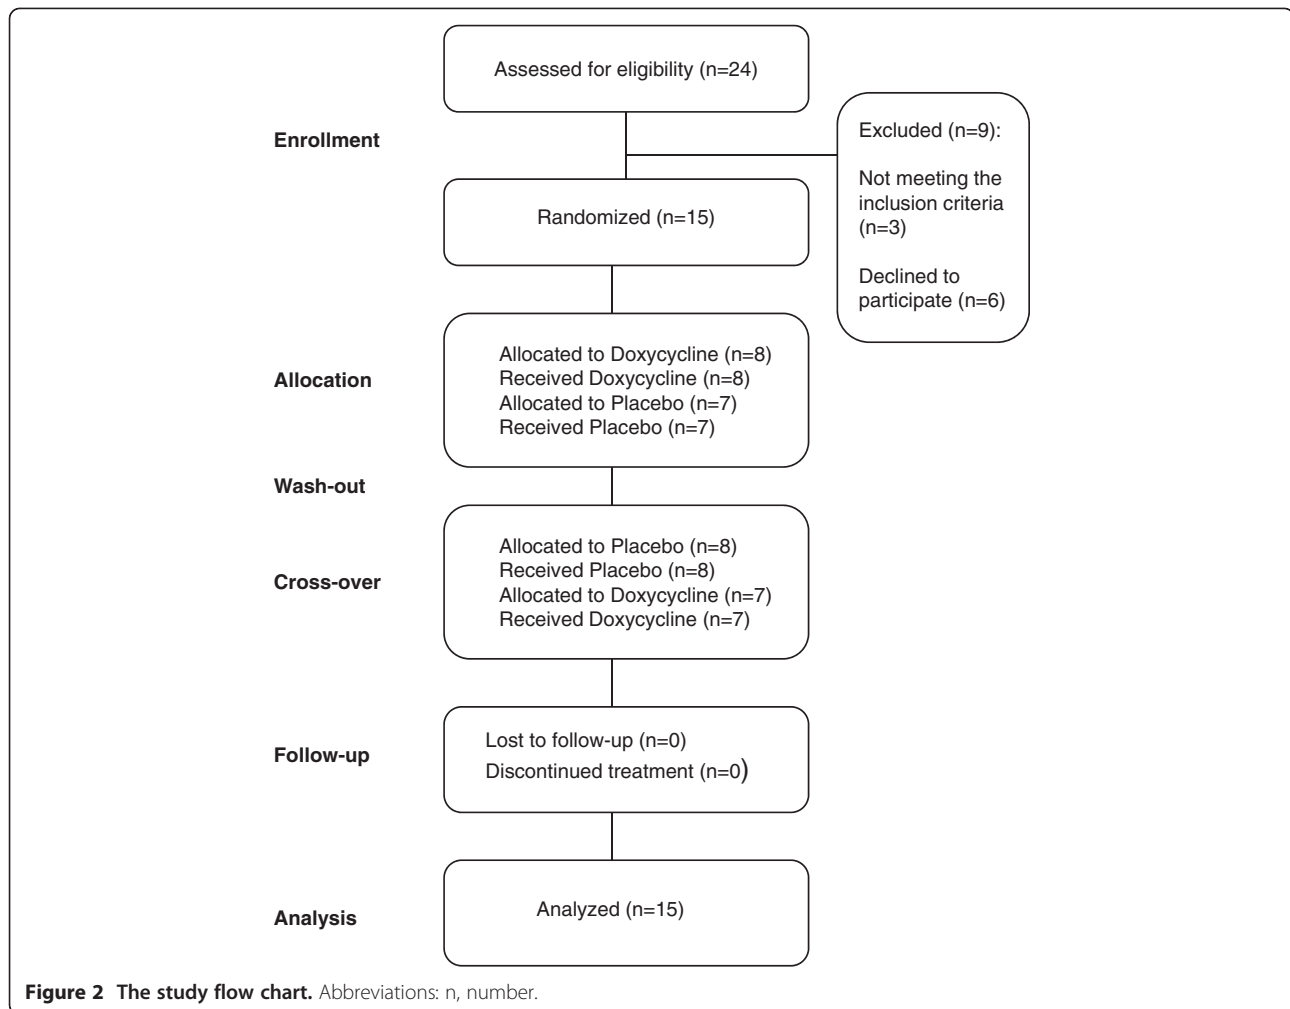 Assessed for eligibility (n=24)
Enrollment
Excluded (n=9):
Not meeting the
inclusion criteria
(n=3)
Declined to
participate (n=6)
Randomized (n=15)
Allocation
Allocated to Doxycycline (n=8)
Received Doxycycline (n=8)
Allocated to Placebo (n=7)
Received Placebo (n=7)
Wash-out
Cross-over
Allocated to Placebo (n=8)
Received Placebo (n=8)
Allocated to Doxycycline (n=7)
Received Doxycycline (n=7)
Follow-up
Lost to follow-up (n=0)
Discontinued treatment (n=0)
Analysis
Analyzed (n=15)
Figure 2 The study flow chart. Abbreviations: n, number.